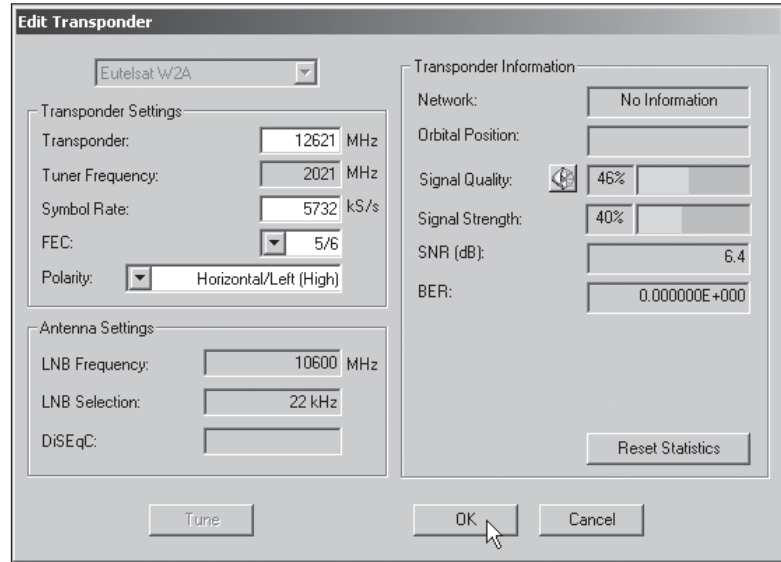 Edit Transponder
Eutelsat W2A
Transponder Settings
Transponder: 12621 MHz
Tuner Frequency: 2021 MHz
Symbol Rate: 5732 kS/s
FEC: 5/6
Polarity: Horizontal/Left (High)
Antenna Settings
LNB Frequency: 10600 MHz
LNB Selection: 22 kHz
DiSEqC:
Transponder Information
Network: No Information
Orbital Position:
Signal Quality: 46%
Signal Strength: 40%
SNR (dB): 6.4
BER: 0.000000E+000
Reset Statistics
Tune
OK
Cancel